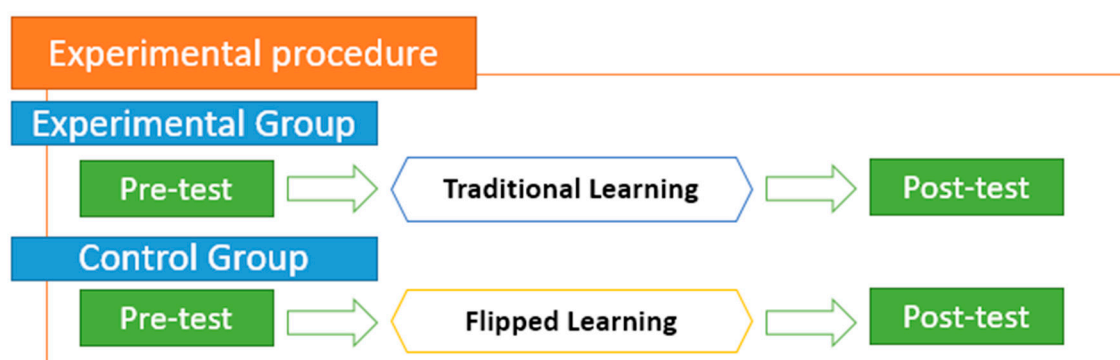 Experimental procedure
Experimental Group
Pre-test
Traditional Learning
Post-test
Control Group
Pre-test
Flipped Learning
Post-test